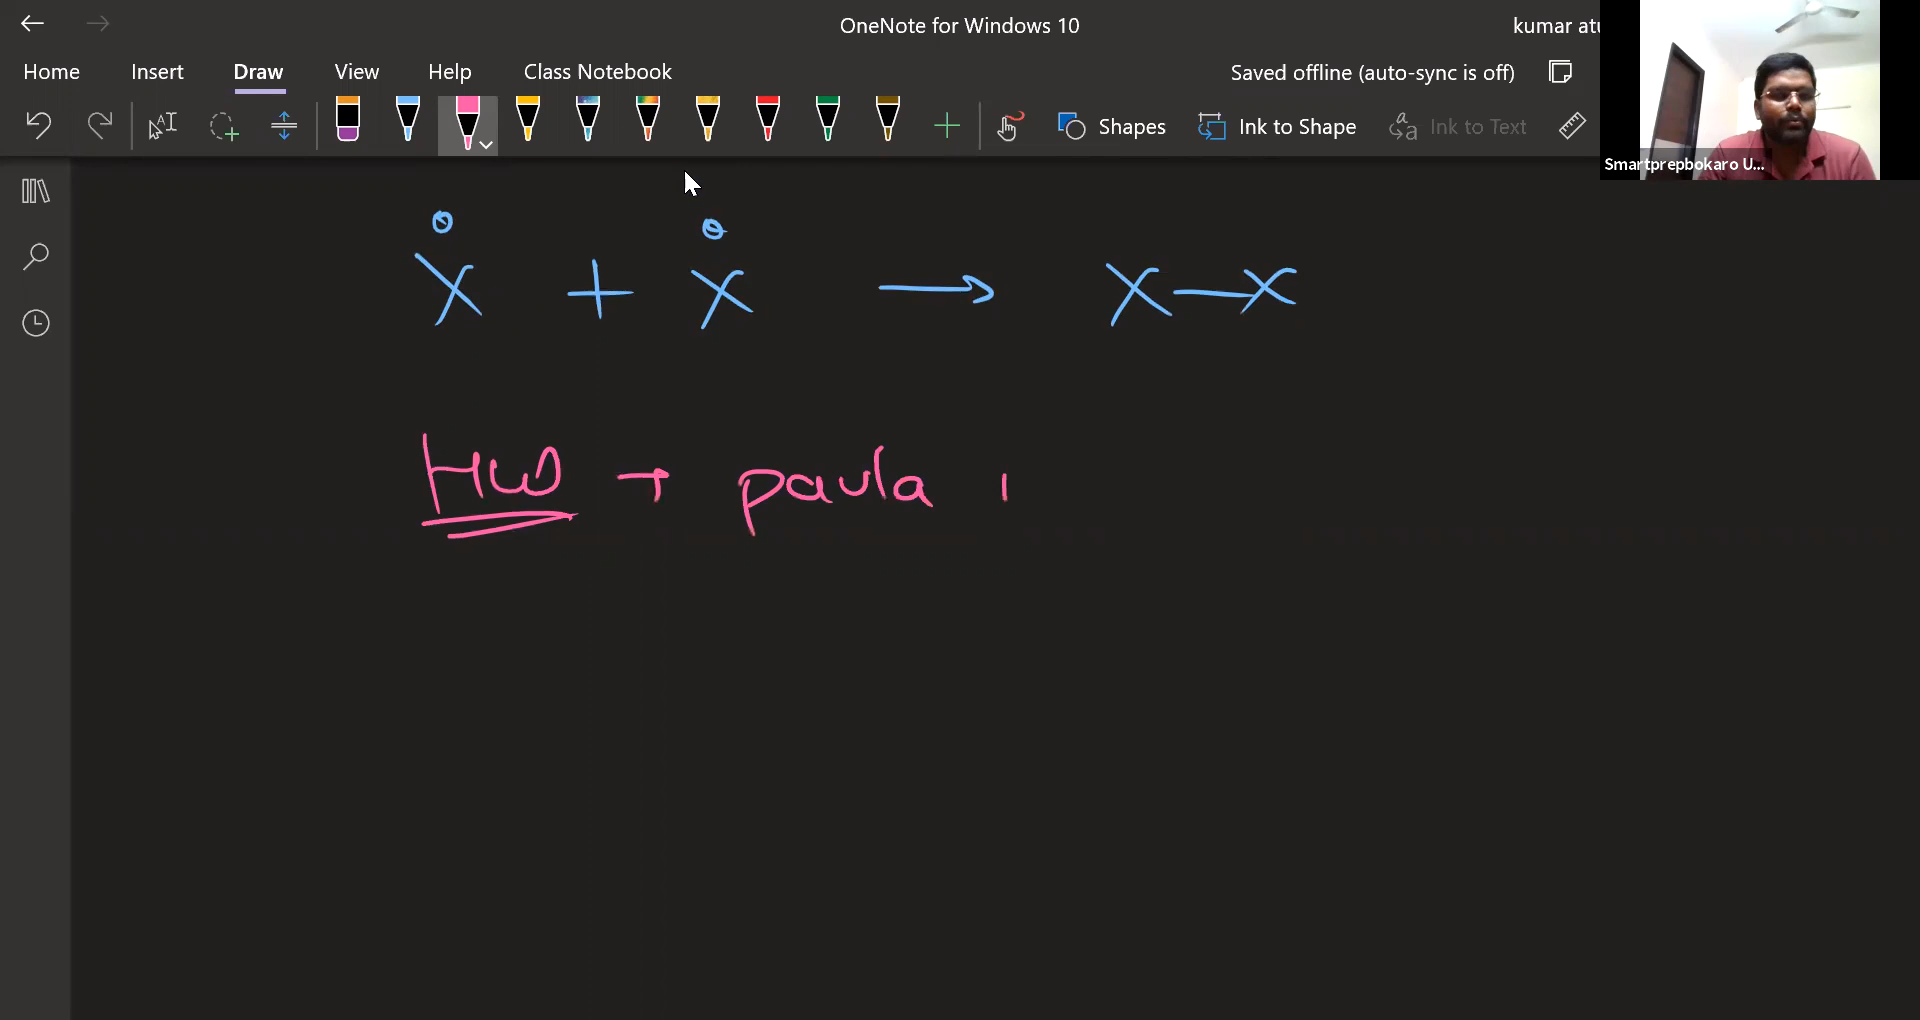 OneNote for Windows 10
kumar atu
Home Insert Draw View Help Class Notebook
Saved offline (auto-sync is off)
Shapes Ink to Shape Ink to Text
Smartprepbokaro U...
X + X → X—X
HW → paula